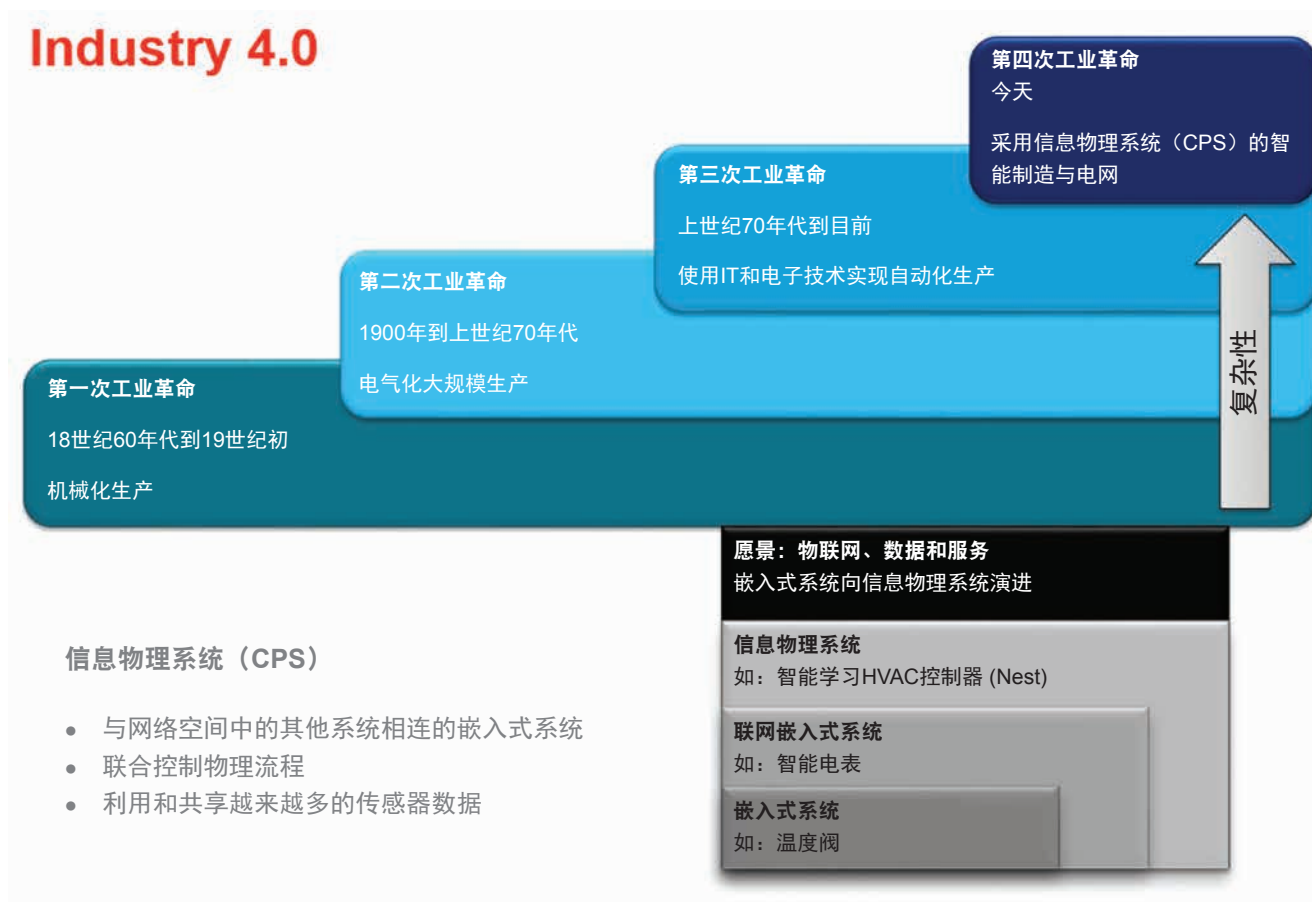 Industry 4.0
第四次工业革命
今天
采用信息物理系统（CPS）的智
能制造与电网
第三次工业革命
上世纪70年代到目前
使用IT和电子技术实现自动化生产
第二次工业革命
1900年到上世纪70年代
电气化大规模生产
第一次工业革命
18世纪60年代到19世纪初
机械化生产
复杂性
愿景：物联网、数据和服务
嵌入式系统向信息物理系统演进
信息物理系统
如：智能学习HVAC控制器 (Nest)
联网嵌入式系统
如：智能电表
嵌入式系统
如：温度阀
信息物理系统（CPS）
● 与网络空间中的其他系统相连的嵌入式系统
● 联合控制物理流程
● 利用和共享越来越多的传感器数据